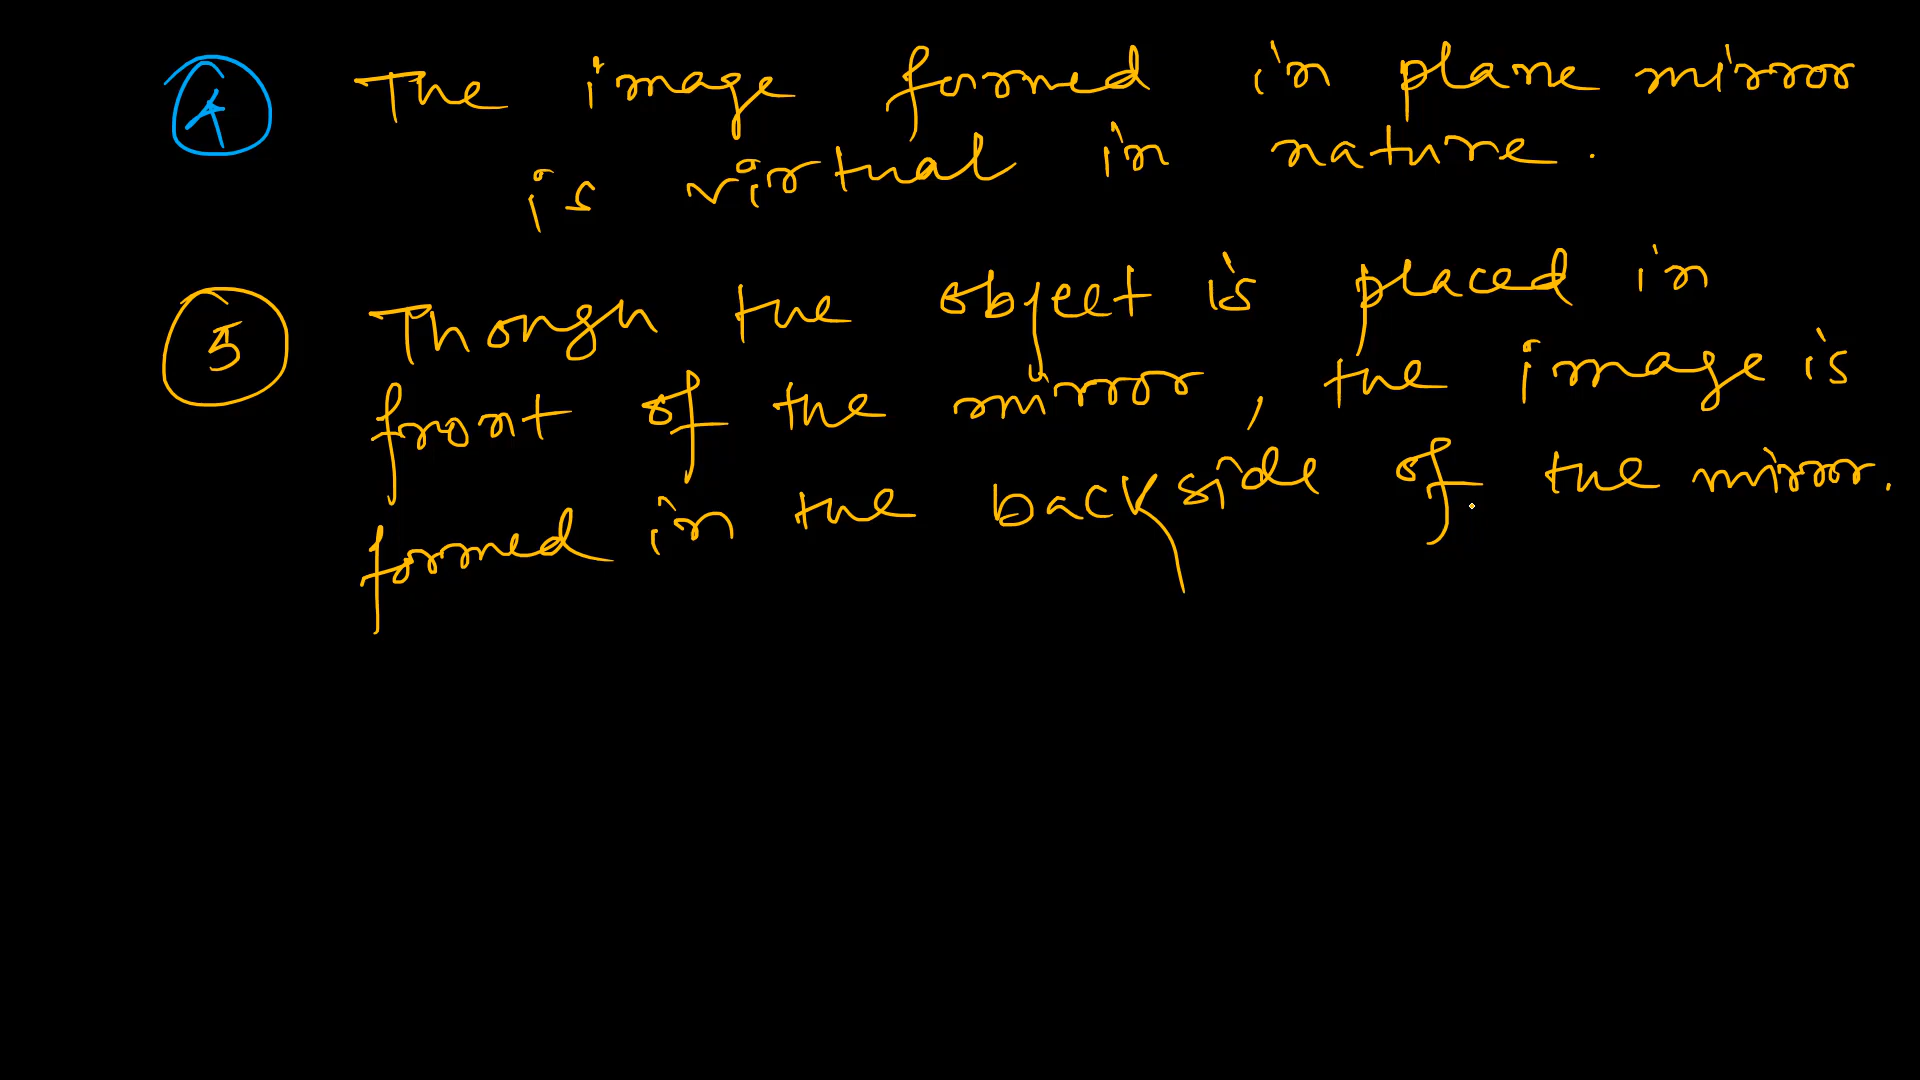 4 The image formed in plane mirror
is virtual in nature.
5 Though the object is placed in
front of the mirror, the image is
formed in the backside of the mirror.